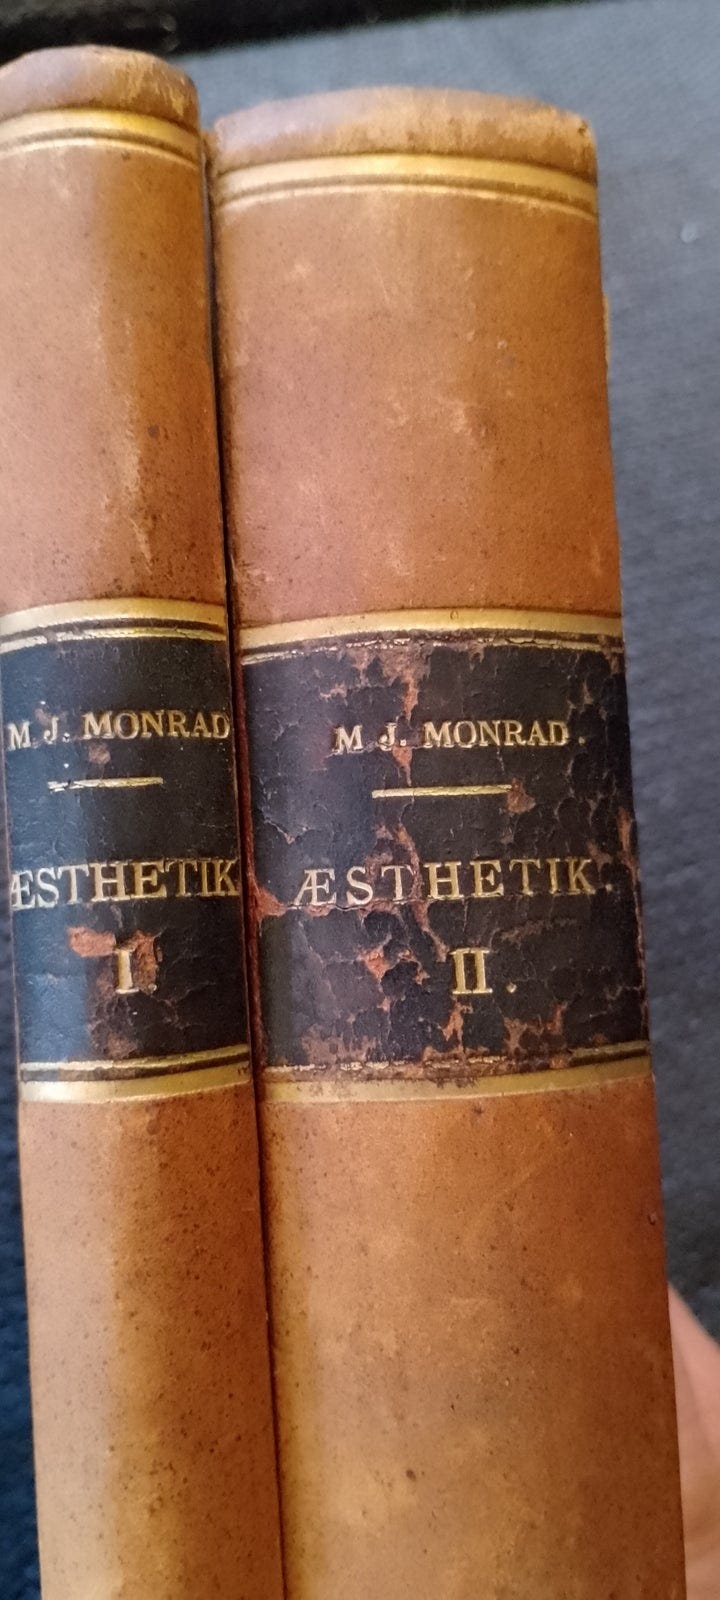 M. J. MONRAD
ÆSTHETIK
I.
M. J. MONRAD.
ÆSTHETIK.
II.